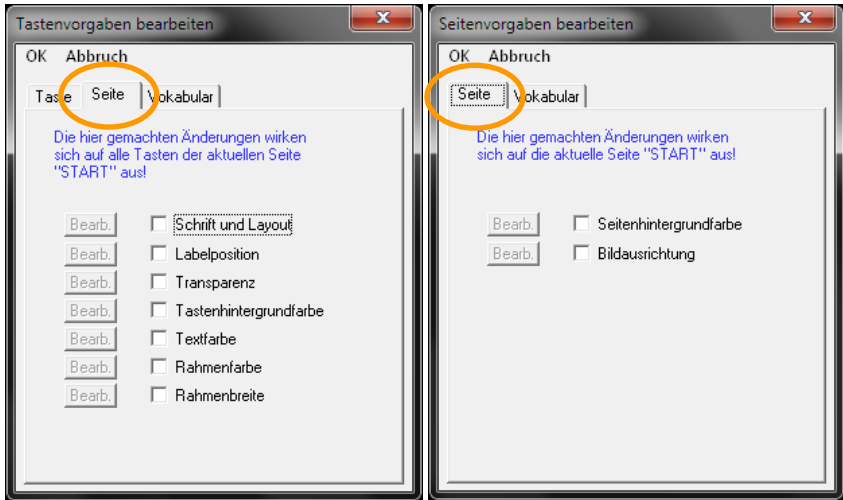 Tastenvorgaben bearbeiten
OK Abbruch
Taste Seite Vokabular
Die hier gemachten Änderungen wirken
sich auf alle Tasten der aktuellen Seite
"START" aus!
Bearb. Schrift und Layout
Bearb. Labelposition
Bearb. Transparenz
Bearb. Tastenhintergrundfarbe
Bearb. Textfarbe
Bearb. Rahmenfarbe
Bearb. Rahmenbreite
Seitenvorgaben bearbeiten
OK Abbruch
Seite Vokabular
Die hier gemachten Änderungen wirken
sich auf die aktuelle Seite "START" aus!
Bearb. Seitenhintergrundfarbe
Bearb. Bildausrichtung